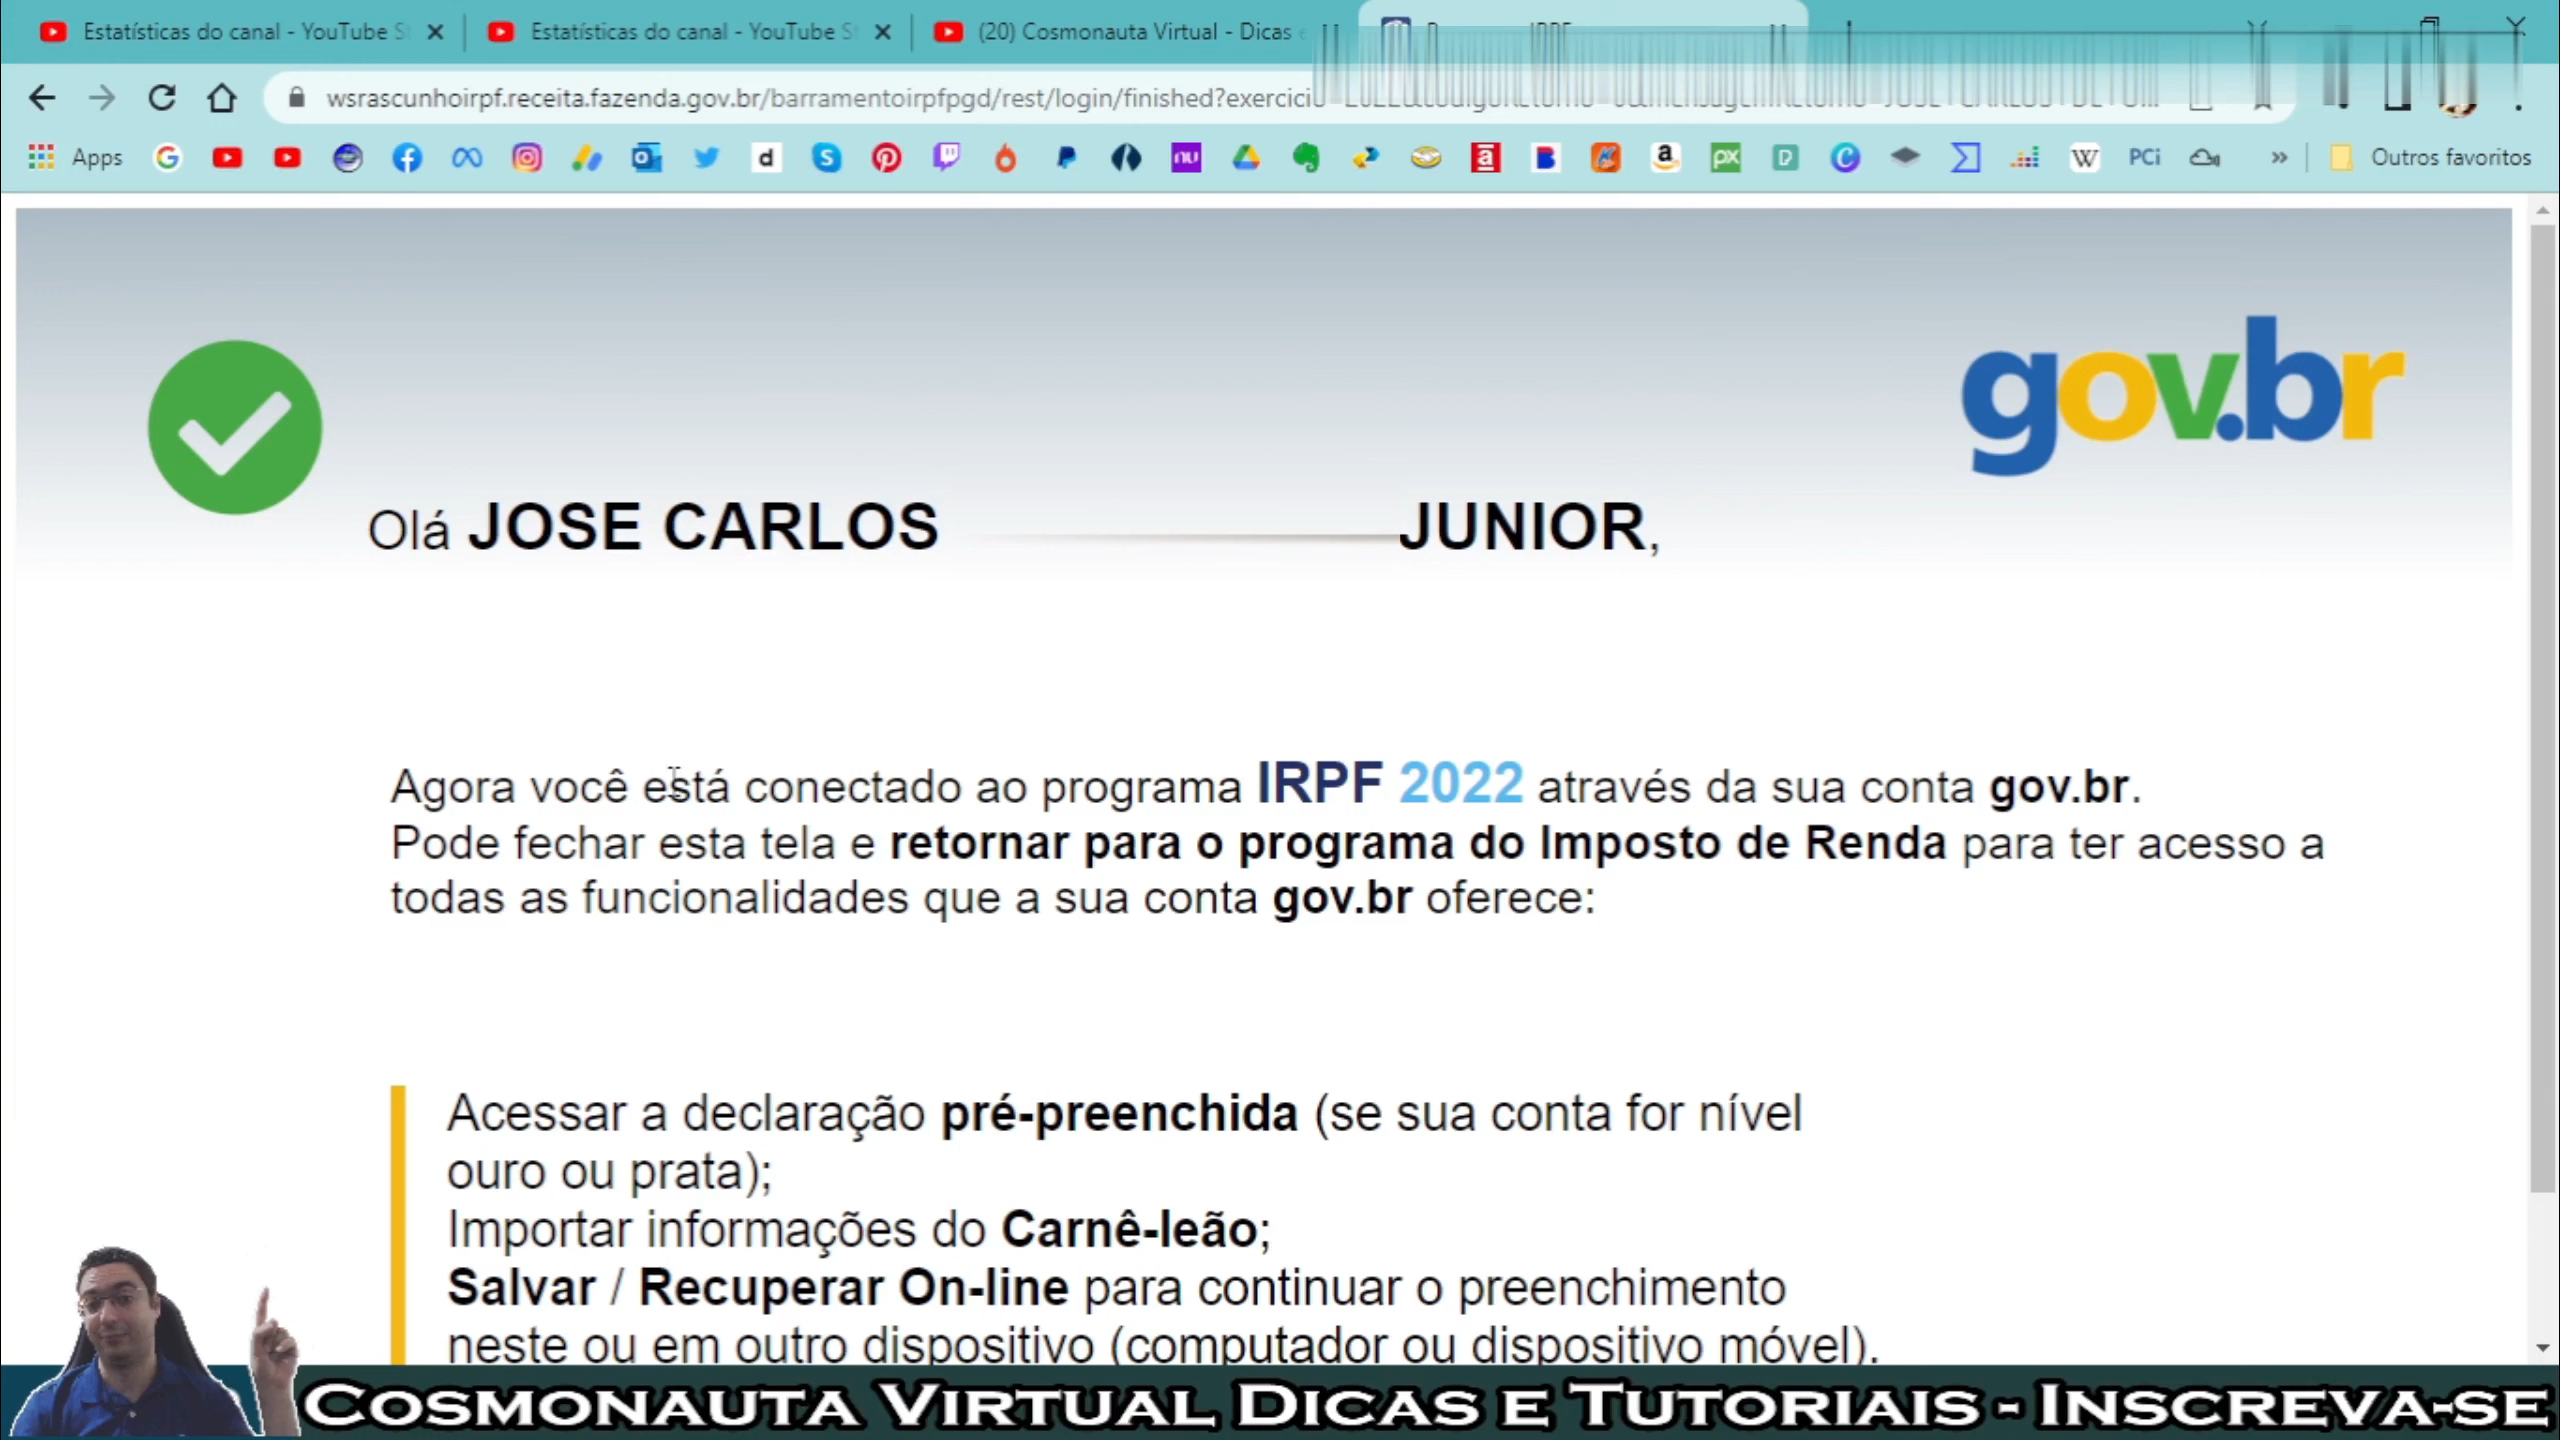 Estatísticas do canal - YouTube S
Estatísticas do canal - YouTube S
(20) Cosmonauta Virtual - Dicas e
wsrascunhoirpf.receita.fazenda.gov.br/barramentoirpfpgd/rest/login/finished?exercici
Apps
Outros favoritos
gov.br
Olá JOSE CARLOS JUNIOR,
Agora você está conectado ao programa IRPF 2022 através da sua conta gov.br.
Pode fechar esta tela e retornar para o programa do Imposto de Renda para ter acesso a
todas as funcionalidades que a sua conta gov.br oferece:
Acessar a declaração pré-preenchida (se sua conta for nível
ouro ou prata);
Importar informações do Carnê-leão;
Salvar / Recuperar On-line para continuar o preenchimento
neste ou em outro dispositivo (computador ou dispositivo móvel).
COSMONAUTA VIRTUAL DICAS E TUTORIAIS - INSCREVA-SE